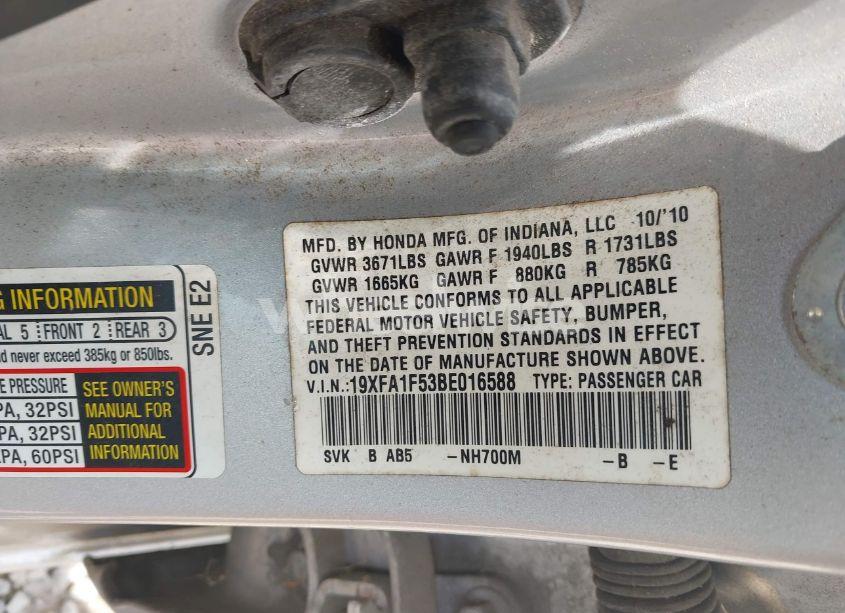 MFD. BY HONDA MFG. OF INDIANA, LLC 10/'10
GVWR 3671LBS GAWR F 1940LBS R 1731LBS
GVWR 1665KG GAWR F 880KG R 785KG
THIS VEHICLE CONFORMS TO ALL APPLICABLE
FEDERAL MOTOR VEHICLE SAFETY, BUMPER,
AND THEFT PREVENTION STANDARDS IN EFFECT
ON THE DATE OF MANUFACTURE SHOWN ABOVE.
V.I.N.:19XFA1F53BE016588 TYPE: PASSENGER CAR
SVK B AB5 -NH700M -B -E
G INFORMATION
AL 5 FRONT 2 REAR 3
nd never exceed 385kg or 850lbs.
E PRESSURE
PA, 32PSI
PA, 32PSI
PA, 60PSI
SEE OWNER'S
MANUAL FOR
ADDITIONAL
INFORMATION
SNE E2